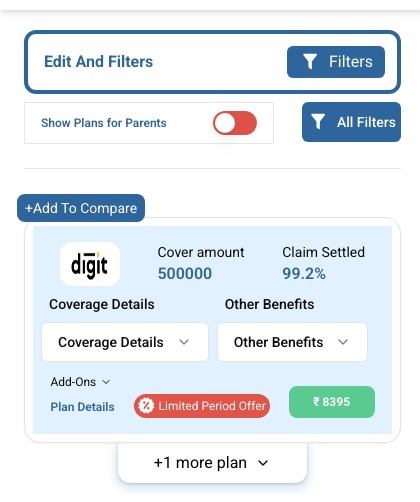 Edit And Filters
Filters
Show Plans for Parents
All Filters
+Add To Compare
digit
Cover amount
Claim Settled
500000
99.2%
Coverage Details
Other Benefits
Coverage Details
Other Benefits
Add-Ons
Plan Details
Limited Period Offer
₹ 8395
+1 more plan